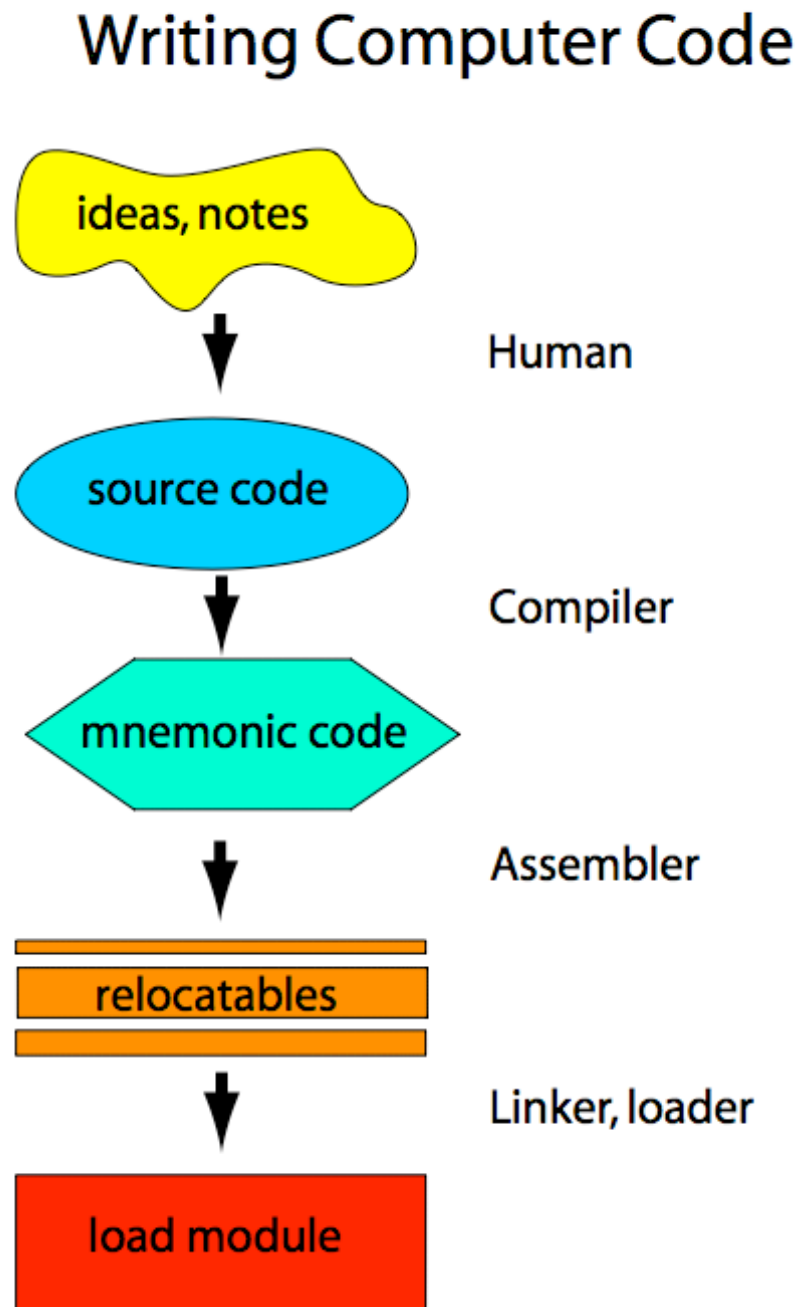 Writing Computer Code
ideas, notes
Human
source code
Compiler
mnemonic code
Assembler
relocatables
Linker, loader
load module